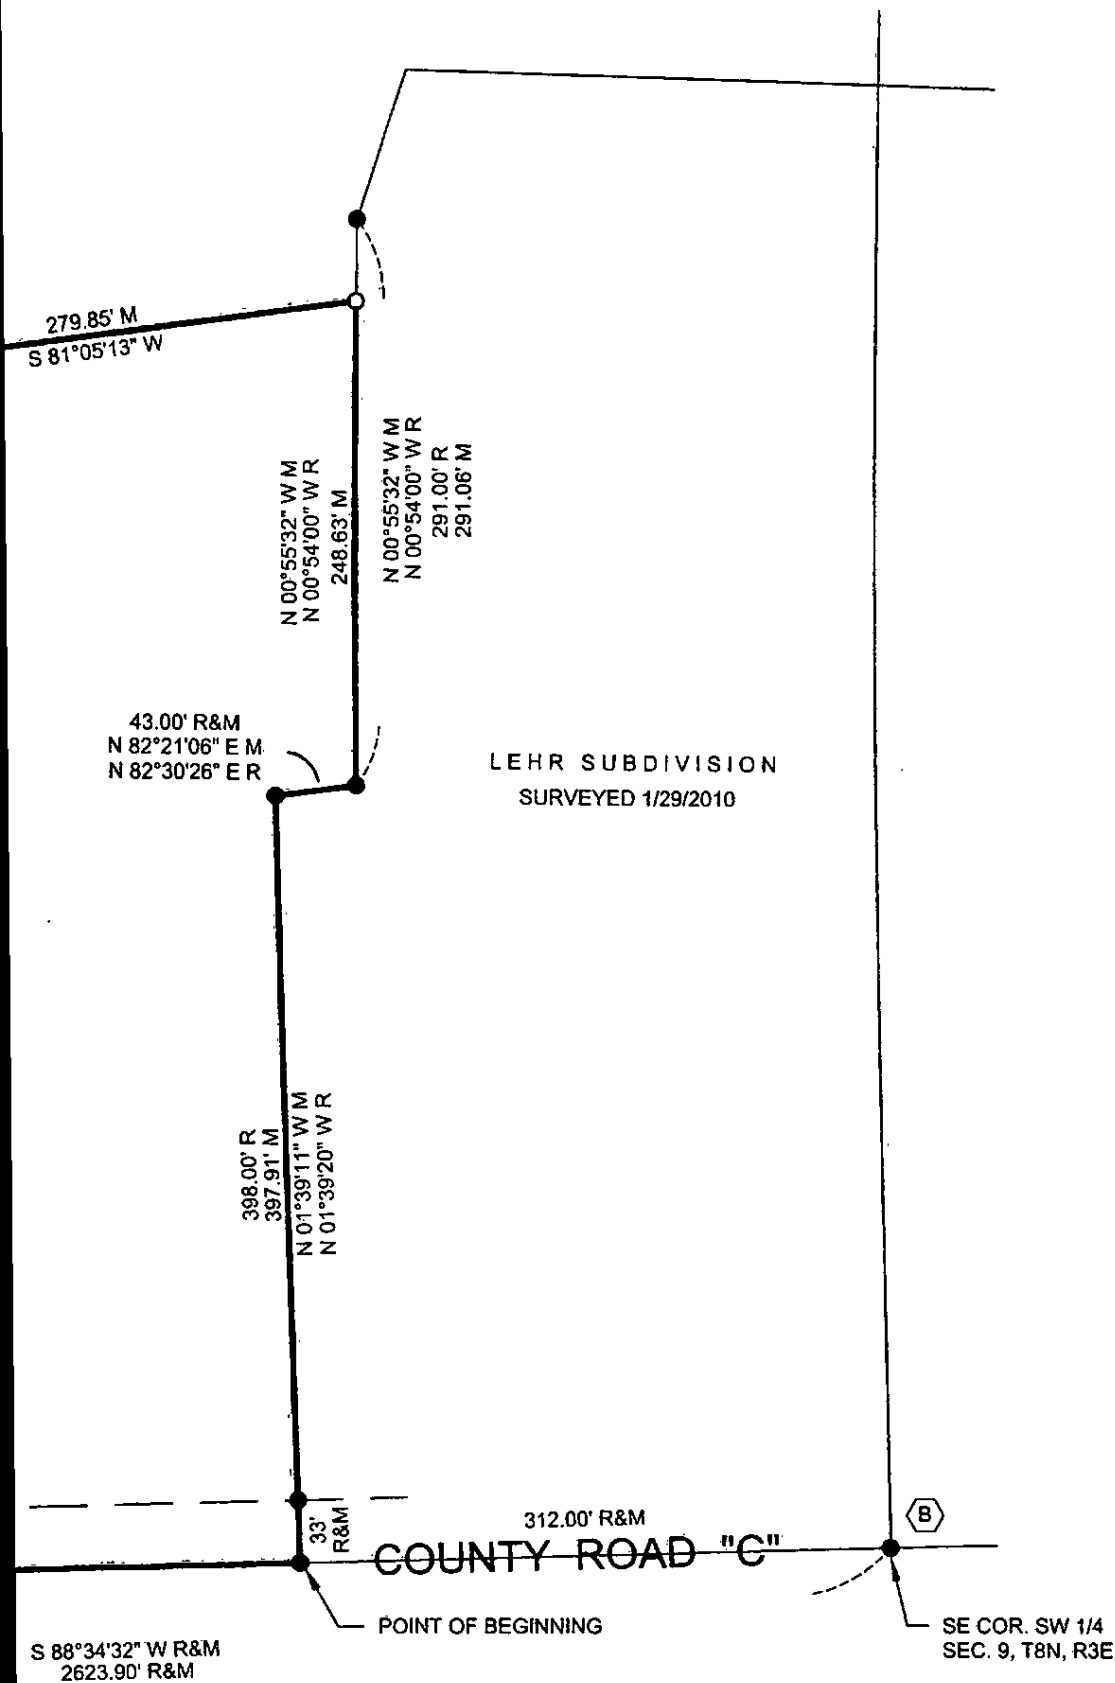 279.85' M
S 81°05'13" W
N 00°55'32" W M
N 00°54'00" W R
248.63' M
N 00°55'32" W M
N 00°54'00" W R
291.00' R
291.06' M
43.00' R&M
N 82°21'06" E M
N 82°30'26" E R
LEHR SUBDIVISION
SURVEYED 1/29/2010
398.00' R
397.91' M
N 01°39'11" W M
N 01°39'20" W R
33'
R&M
312.00' R&M
B
COUNTY ROAD "C"
POINT OF BEGINNING
SE COR. SW 1/4
SEC. 9, T8N, R3E
S 88°34'32" W R&M
2623.90' R&M